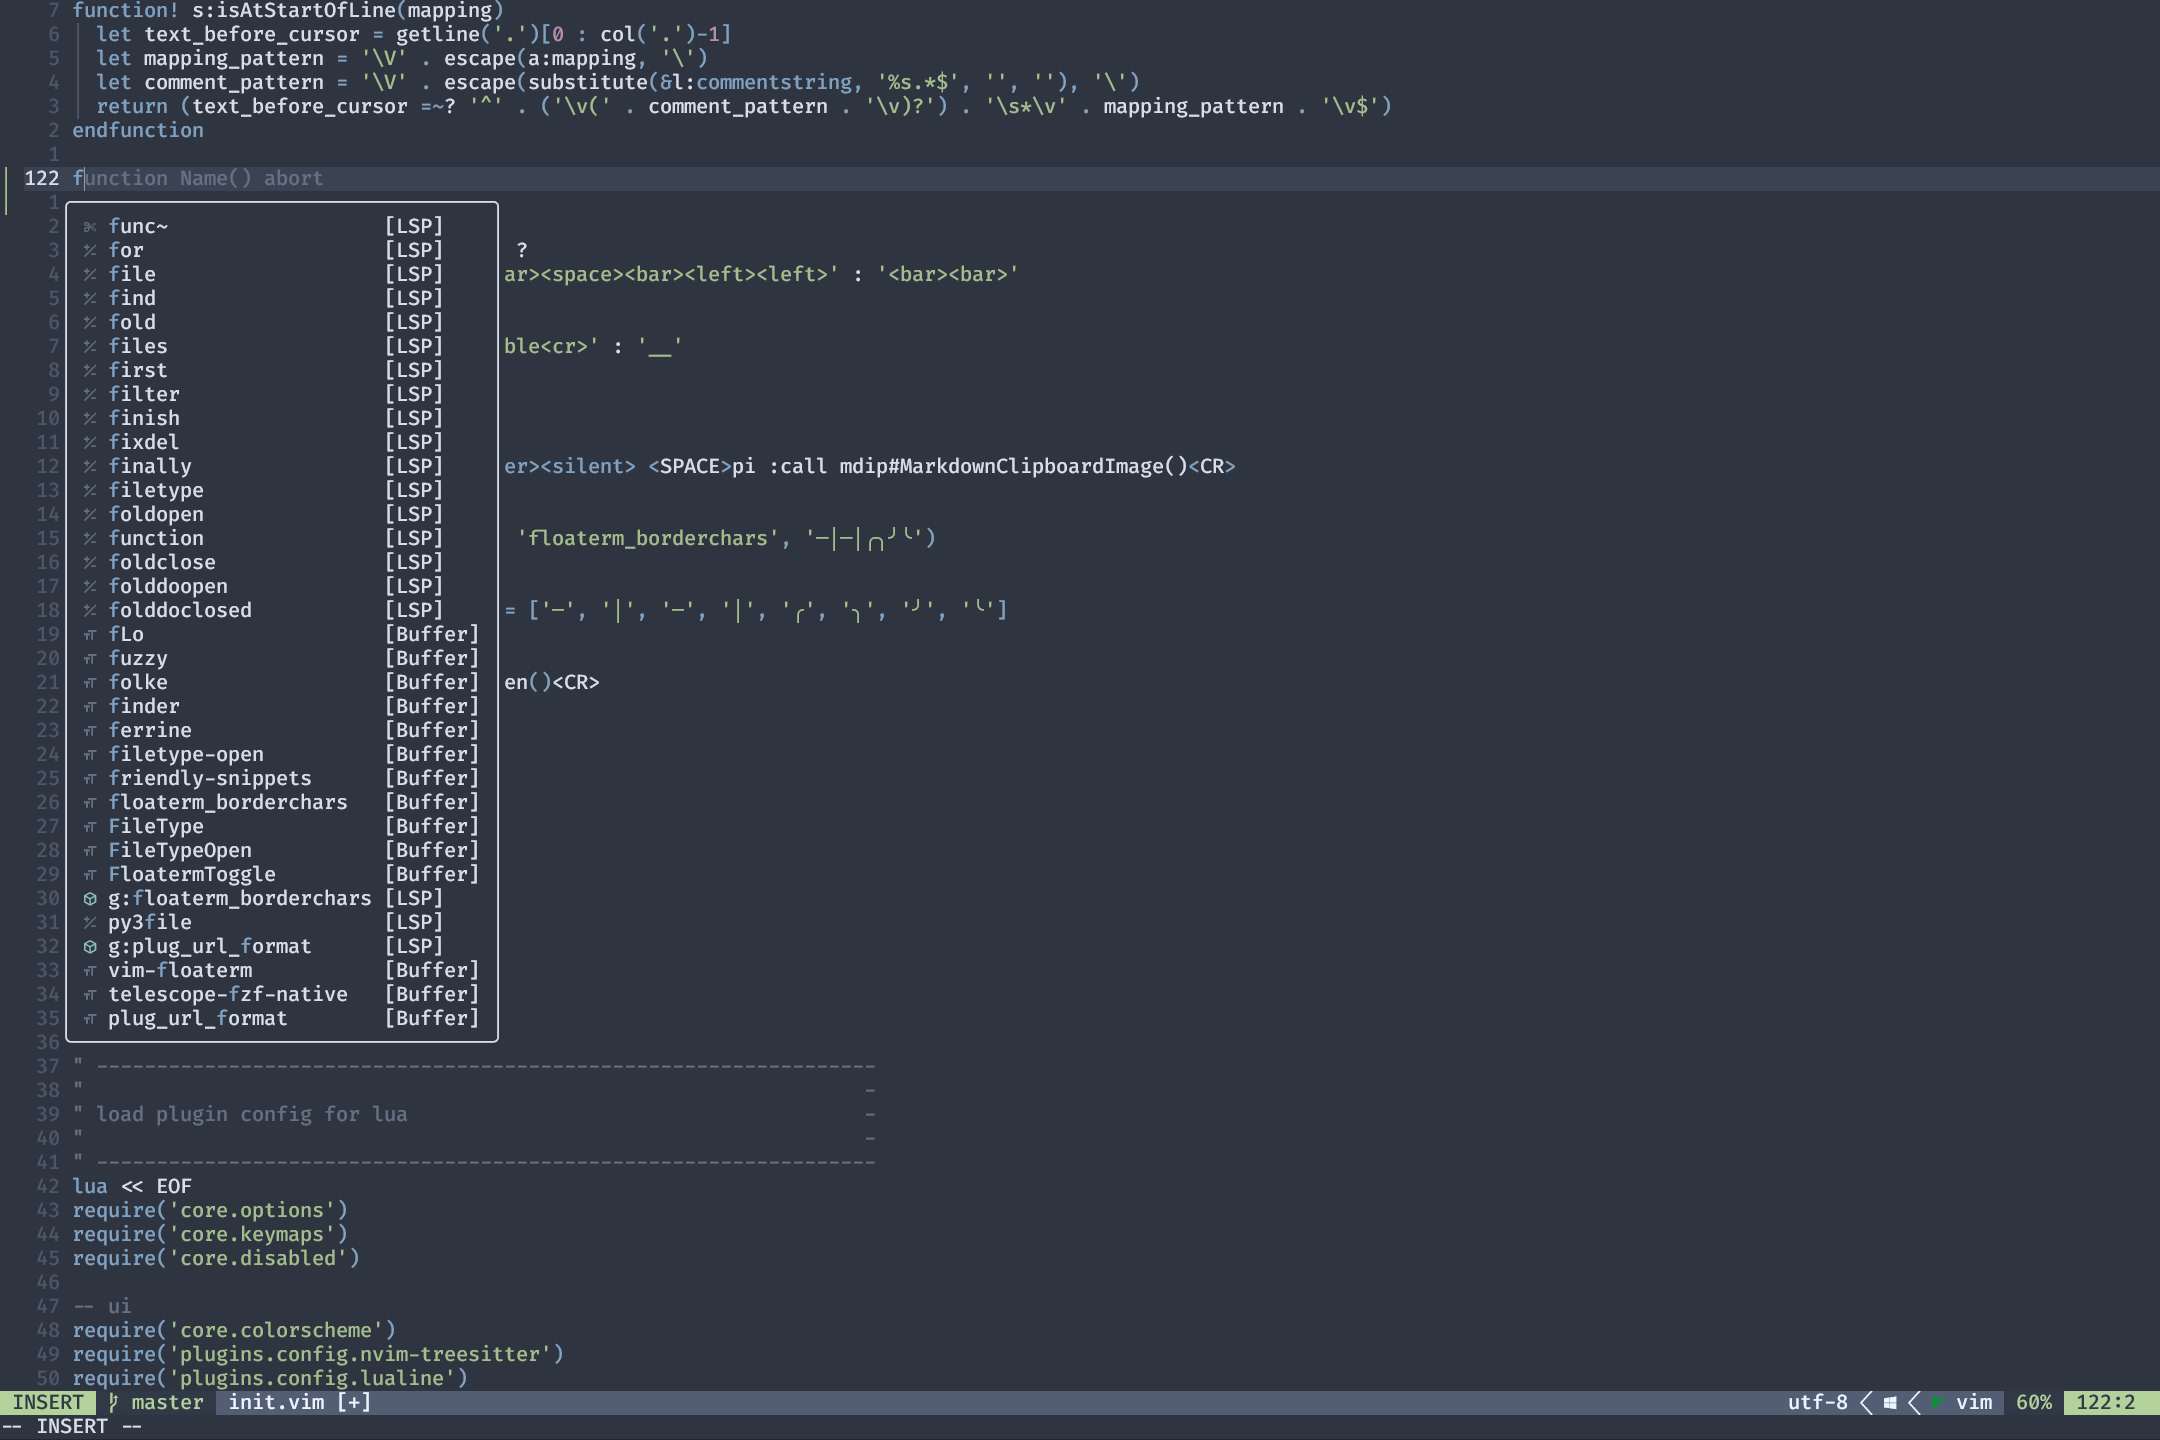 7 function! s:isAtStartOfLine(mapping)
6   let text_before_cursor = getline('.')[0 : col('.')-1]
5   let mapping_pattern = '\V' . escape(a:mapping, '\')
4   let comment_pattern = '\V' . escape(substitute(&l:commentstring, '%s.*$', '', ''), '\')
3   return (text_before_cursor =~? '^' . ('\v(' . comment_pattern . '\v)?') . '\s*\v' . mapping_pattern . '\v$')
2 endfunction
1
122 function Name() abort
1
2 func~ [LSP]
3 for [LSP] ?
4 file [LSP] ar><space><bar><left><left>' : '<bar><bar>'
5 find [LSP]
6 fold [LSP]
7 files [LSP] ble<cr>' : '__'
8 first [LSP]
9 filter [LSP]
10 finish [LSP]
11 fixdel [LSP]
12 finally [LSP] er><silent> <SPACE>pi :call mdip#MarkdownClipboardImage()<CR>
13 filetype [LSP]
14 foldopen [LSP]
15 function [LSP] 'floaterm_borderchars', '─│─│╭╮╯╰')
16 foldclose [LSP]
17 folddoopen [LSP]
18 folddoclosed [LSP] = ['─', '│', '─', '│', '╭', '╮', '╯', '╰']
19 fLo [Buffer]
20 fuzzy [Buffer]
21 folke [Buffer] en()<CR>
22 finder [Buffer]
23 ferrine [Buffer]
24 filetype-open [Buffer]
25 friendly-snippets [Buffer]
26 floaterm_borderchars [Buffer]
27 FileType [Buffer]
28 FileTypeOpen [Buffer]
29 FloatermToggle [Buffer]
30 g:floaterm_borderchars [LSP]
31 py3file [LSP]
32 g:plug_url_format [LSP]
33 vim-floaterm [Buffer]
34 telescope-fzf-native [Buffer]
35 plug_url_format [Buffer]
36
37 " -----------------------------------------------------------------
38 " -
39 " load plugin config for lua -
40 " -
41 " -----------------------------------------------------------------
42 lua << EOF
43 require('core.options')
44 require('core.keymaps')
45 require('core.disabled')
46
47 -- ui
48 require('core.colorscheme')
49 require('plugins.config.nvim-treesitter')
50 require('plugins.config.lualine')
INSERT master init.vim [+] utf-8 vim 60% 122:2
-- INSERT --